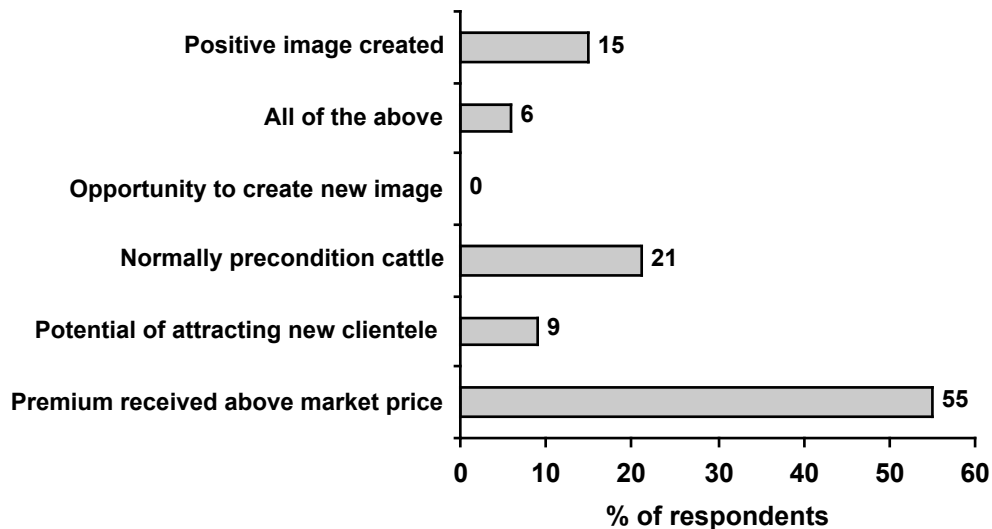 Positive image created 15
All of the above 6
Opportunity to create new image 0
Normally precondition cattle 21
Potential of attracting new clientele 9
Premium received above market price 55
0 10 20 30 40 50 60
% of respondents